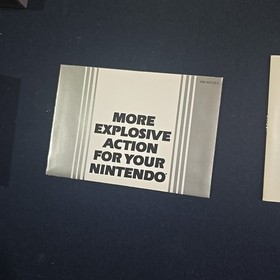 MORE
EXPLOSIVE
ACTION
FOR YOUR
NINTENDO